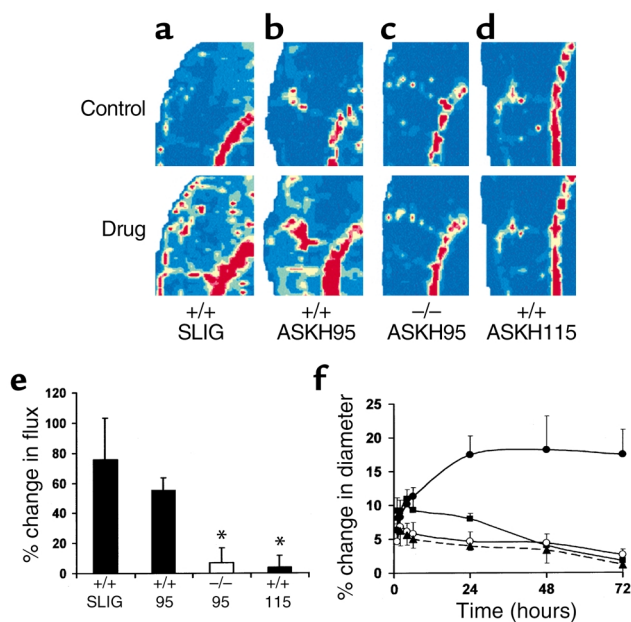 a b c d
Control
Drug
+/+ +/+ –/– +/+
SLIG ASKH95 ASKH95 ASKH115
e
% change in flux
120
100
80
60
40
20
0
* *
+/+ +/+ –/– +/+
SLIG 95 95 115
f
% change in diameter
25
20
15
10
5
0
0 24 48 72
Time (hours)